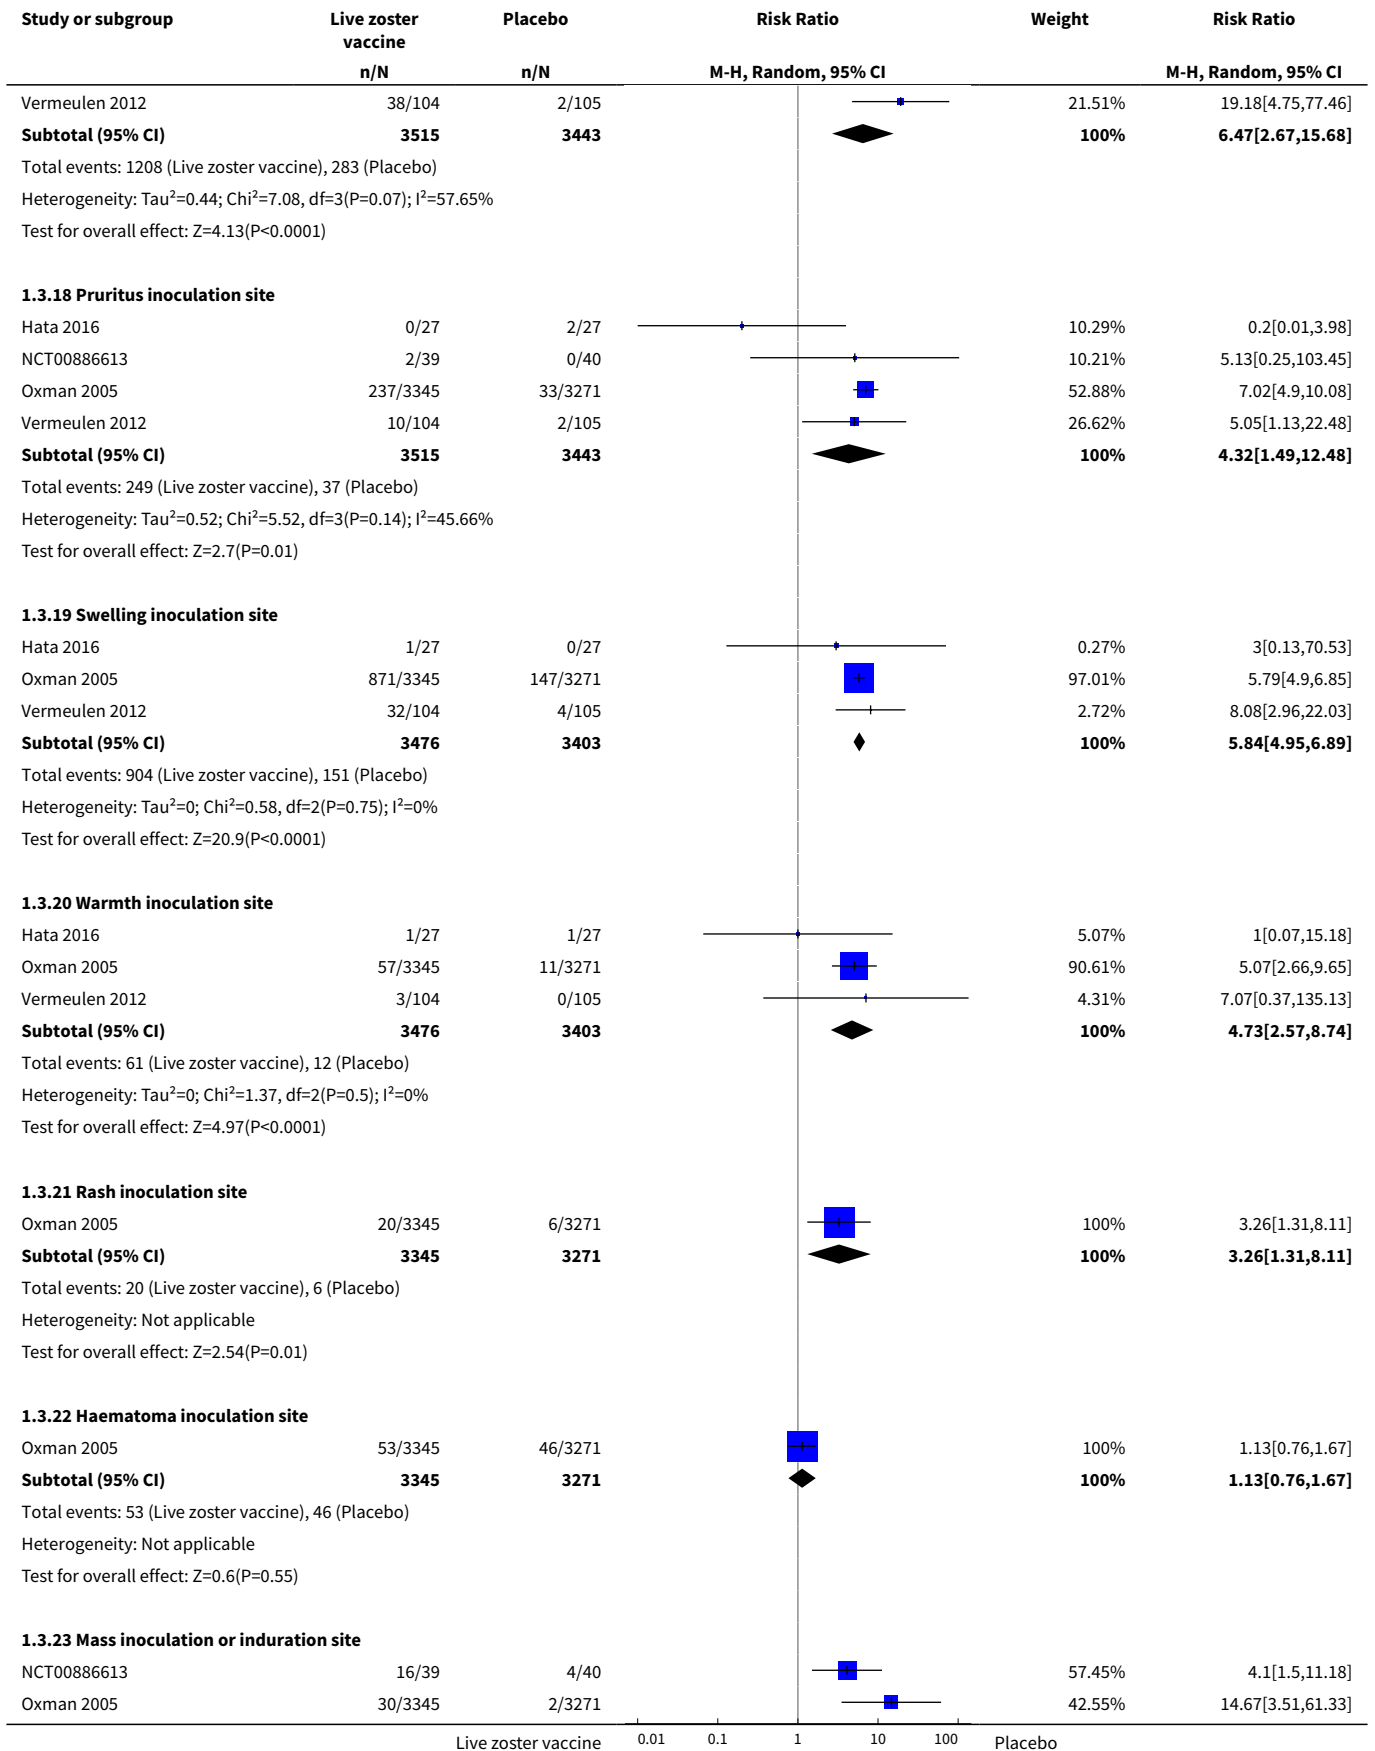 Study or subgroup Live zoster vaccine Placebo Risk Ratio Weight Risk Ratio
n/N n/N M-H, Random, 95% CI M-H, Random, 95% CI
Vermeulen 2012 38/104 2/105 21.51% 19.18[4.75,77.46]
Subtotal (95% CI) 3515 3443 100% 6.47[2.67,15.68]
Total events: 1208 (Live zoster vaccine), 283 (Placebo)
Heterogeneity: Tau²=0.44; Chi²=7.08, df=3(P=0.07); I²=57.65%
Test for overall effect: Z=4.13(P<0.0001)
1.3.18 Pruritus inoculation site
Hata 2016 0/27 2/27 10.29% 0.2[0.01,3.98]
NCT00886613 2/39 0/40 10.21% 5.13[0.25,103.45]
Oxman 2005 237/3345 33/3271 52.88% 7.02[4.9,10.08]
Vermeulen 2012 10/104 2/105 26.62% 5.05[1.13,22.48]
Subtotal (95% CI) 3515 3443 100% 4.32[1.49,12.48]
Total events: 249 (Live zoster vaccine), 37 (Placebo)
Heterogeneity: Tau²=0.52; Chi²=5.52, df=3(P=0.14); I²=45.66%
Test for overall effect: Z=2.7(P=0.01)
1.3.19 Swelling inoculation site
Hata 2016 1/27 0/27 0.27% 3[0.13,70.53]
Oxman 2005 871/3345 147/3271 97.01% 5.79[4.9,6.85]
Vermeulen 2012 32/104 4/105 2.72% 8.08[2.96,22.03]
Subtotal (95% CI) 3476 3403 100% 5.84[4.95,6.89]
Total events: 904 (Live zoster vaccine), 151 (Placebo)
Heterogeneity: Tau²=0; Chi²=0.58, df=2(P=0.75); I²=0%
Test for overall effect: Z=20.9(P<0.0001)
1.3.20 Warmth inoculation site
Hata 2016 1/27 1/27 5.07% 1[0.07,15.18]
Oxman 2005 57/3345 11/3271 90.61% 5.07[2.66,9.65]
Vermeulen 2012 3/104 0/105 4.31% 7.07[0.37,135.13]
Subtotal (95% CI) 3476 3403 100% 4.73[2.57,8.74]
Total events: 61 (Live zoster vaccine), 12 (Placebo)
Heterogeneity: Tau²=0; Chi²=1.37, df=2(P=0.5); I²=0%
Test for overall effect: Z=4.97(P<0.0001)
1.3.21 Rash inoculation site
Oxman 2005 20/3345 6/3271 100% 3.26[1.31,8.11]
Subtotal (95% CI) 3345 3271 100% 3.26[1.31,8.11]
Total events: 20 (Live zoster vaccine), 6 (Placebo)
Heterogeneity: Not applicable
Test for overall effect: Z=2.54(P=0.01)
1.3.22 Haematoma inoculation site
Oxman 2005 53/3345 46/3271 100% 1.13[0.76,1.67]
Subtotal (95% CI) 3345 3271 100% 1.13[0.76,1.67]
Total events: 53 (Live zoster vaccine), 46 (Placebo)
Heterogeneity: Not applicable
Test for overall effect: Z=0.6(P=0.55)
1.3.23 Mass inoculation or induration site
NCT00886613 16/39 4/40 57.45% 4.1[1.5,11.18]
Oxman 2005 30/3345 2/3271 42.55% 14.67[3.51,61.33]
Live zoster vaccine 0.01 0.1 1 10 100 Placebo